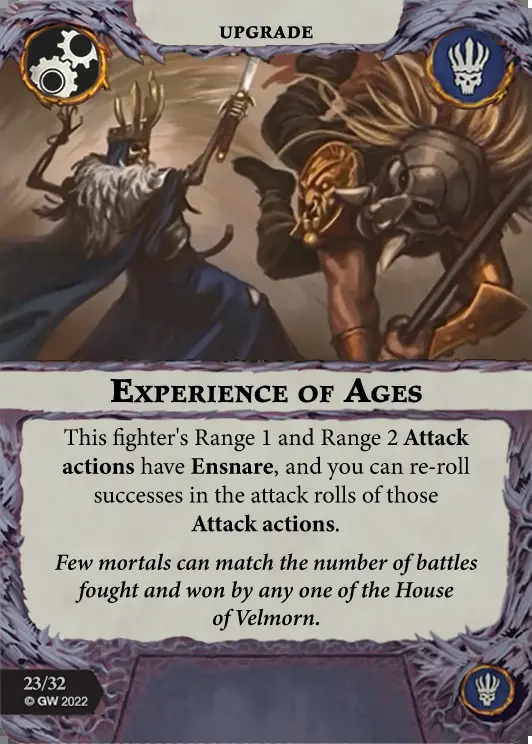 UPGRADE
Experience of Ages
This fighter's Range 1 and Range 2 Attack
actions have Ensnare, and you can re-roll
successes in the attack rolls of those
Attack actions.
Few mortals can match the number of battles
fought and won by any one of the House
of Velmorn.
23/32
© GW 2022